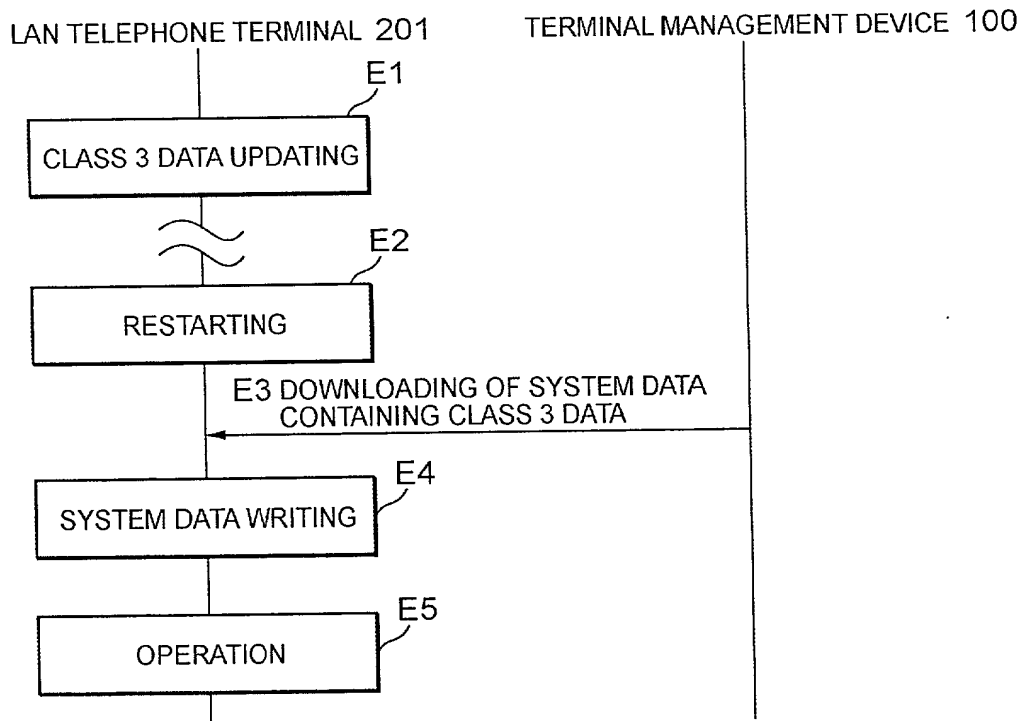 LAN TELEPHONE TERMINAL 201
TERMINAL MANAGEMENT DEVICE 100
E1
CLASS 3 DATA UPDATING
E2
RESTARTING
E3 DOWNLOADING OF SYSTEM DATA
CONTAINING CLASS 3 DATA
E4
SYSTEM DATA WRITING
E5
OPERATION